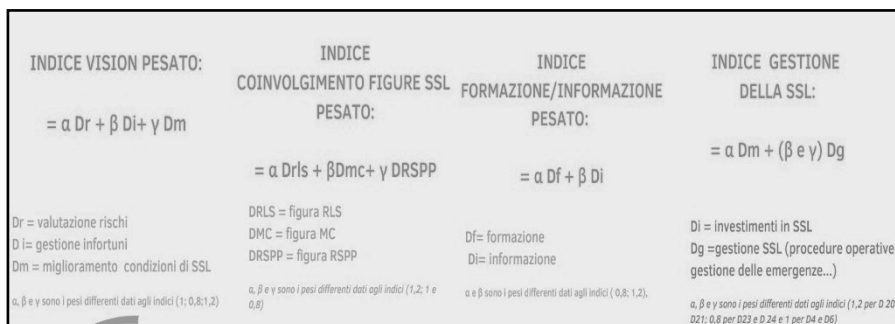 INDICE VISION PESATO:
= α Dr + β Di+ γ Dm
Dr = valutazione rischi
D i= gestione infortuni
Dm = miglioramento condizioni di SSL
α, β e γ sono i pesi differenti dati agli indici (1; 0,8;1,2)
INDICE
COINVOLGIMENTO FIGURE SSL
PESATO:
= α Drls + βDmc+ γ DRSPP
DRLS = figura RLS
DMC = figura MC
DRSPP = figura RSPP
α, β e γ sono i pesi differenti dati agli indici (1,2; 1 e
0,8)
INDICE
FORMAZIONE/INFORMAZIONE
PESATO:
= α Df + β Di
Df= formazione
Di= informazione
α e β sono i pesi differenti dati agli indici ( 0,8; 1,2),
INDICE GESTIONE
DELLA SSL:
= α Dm + (β e γ) Dg
Di = investimenti in SSL
Dg =gestione SSL (procedure operative
gestione delle emergenze...)
α, β e γ sono i pesi differenti dati agli indici (1,2 per D 20
D21; 0,8 per D23 e D 24 e 1 per D4 e D6)